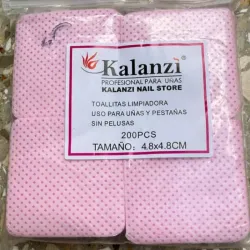 Kalanzi®
PROFESIONAL PARA UÑAS
KALANZI NAIL STORE
TOALLITAS LIMPIADORA
USO PARA UÑAS Y PESTAÑAS
SIN PELUSAS
200PCS
TAMAÑO: 4.8x4.8CM